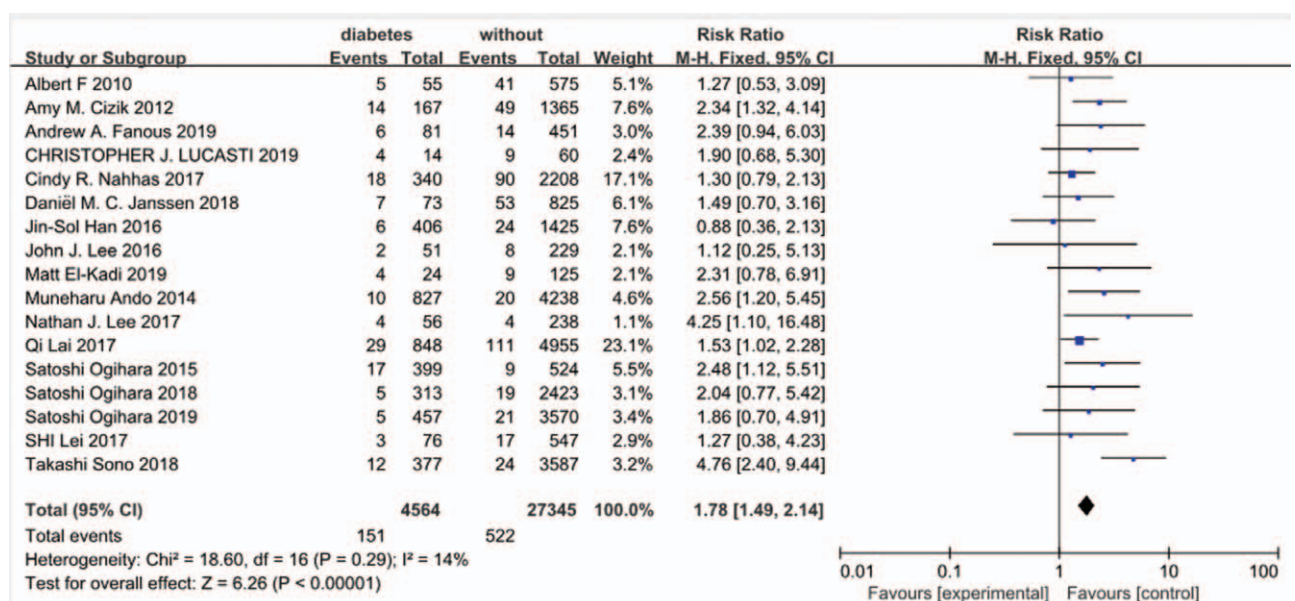 diabetes without Risk Ratio Risk Ratio
Study or Subgroup Events Total Events Total Weight M-H, Fixed, 95% CI M-H, Fixed, 95% CI
Albert F 2010 5 55 41 575 5.1% 1.27 [0.53, 3.09]
Amy M. Cizik 2012 14 167 49 1365 7.6% 2.34 [1.32, 4.14]
Andrew A. Fanous 2019 6 81 14 451 3.0% 2.39 [0.94, 6.03]
CHRISTOPHER J. LUCASTI 2019 4 14 9 60 2.4% 1.90 [0.68, 5.30]
Cindy R. Nahhas 2017 18 340 90 2208 17.1% 1.30 [0.79, 2.13]
Daniël M. C. Janssen 2018 7 73 53 825 6.1% 1.49 [0.70, 3.16]
Jin-Sol Han 2016 6 406 24 1425 7.6% 0.88 [0.36, 2.13]
John J. Lee 2016 2 51 8 229 2.1% 1.12 [0.25, 5.13]
Matt El-Kadi 2019 4 24 9 125 2.1% 2.31 [0.78, 6.91]
Muneharu Ando 2014 10 827 20 4238 4.6% 2.56 [1.20, 5.45]
Nathan J. Lee 2017 4 56 4 238 1.1% 4.25 [1.10, 16.48]
Qi Lai 2017 29 848 111 4955 23.1% 1.53 [1.02, 2.28]
Satoshi Ogihara 2015 17 399 9 524 5.5% 2.48 [1.12, 5.51]
Satoshi Ogihara 2018 5 313 19 2423 3.1% 2.04 [0.77, 5.42]
Satoshi Ogihara 2019 5 457 21 3570 3.4% 1.86 [0.70, 4.91]
SHI Lei 2017 3 76 17 547 2.9% 1.27 [0.38, 4.23]
Takashi Sono 2018 12 377 24 3587 3.2% 4.76 [2.40, 9.44]
Total (95% CI) 4564 27345 100.0% 1.78 [1.49, 2.14]
Total events 151 522
Heterogeneity: Chi² = 18.60, df = 16 (P = 0.29); I² = 14%
Test for overall effect: Z = 6.26 (P < 0.00001)
0.01 0.1 1 10 100
Favours [experimental] Favours [control]